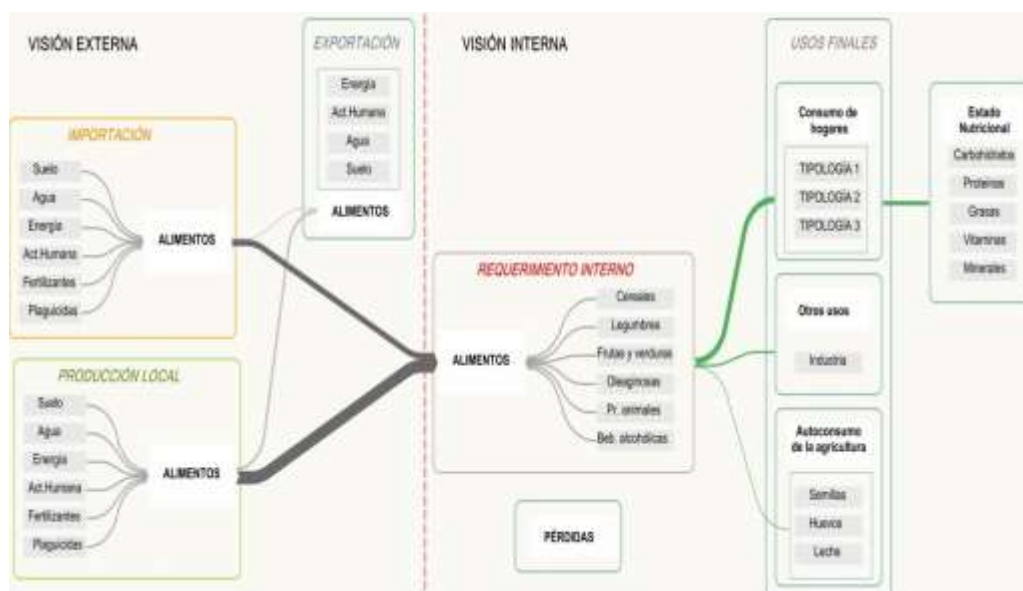 VISIÓN EXTERNA
EXPORTACIÓN
Energía
Act.Humana
Agua
Suelo
ALIMENTOS
IMPORTACIÓN
Suelo
Agua
Energía
Act.Humana
Fertilizantes
Plaguicidas
ALIMENTOS
PRODUCCIÓN LOCAL
Suelo
Agua
Energía
Act.Humana
Fertilizantes
Plaguicidas
ALIMENTOS
VISIÓN INTERNA
REQUERIMIENTO INTERNO
ALIMENTOS
Cereales
Legumbres
Frutas y verduras
Oleaginosas
Pr. animales
Beb. alcohólicas
PÉRDIDAS
USOS FINALES
Consumo de
hogares
TIPOLOGÍA 1
TIPOLOGÍA 2
TIPOLOGÍA 3
Otros usos
Industria
Autoconsumo
de la agricultura
Semillas
Huevos
Leche
Estado
Nutricional
Carbohidratos
Proteinas
Grasas
Vitaminas
Minerales